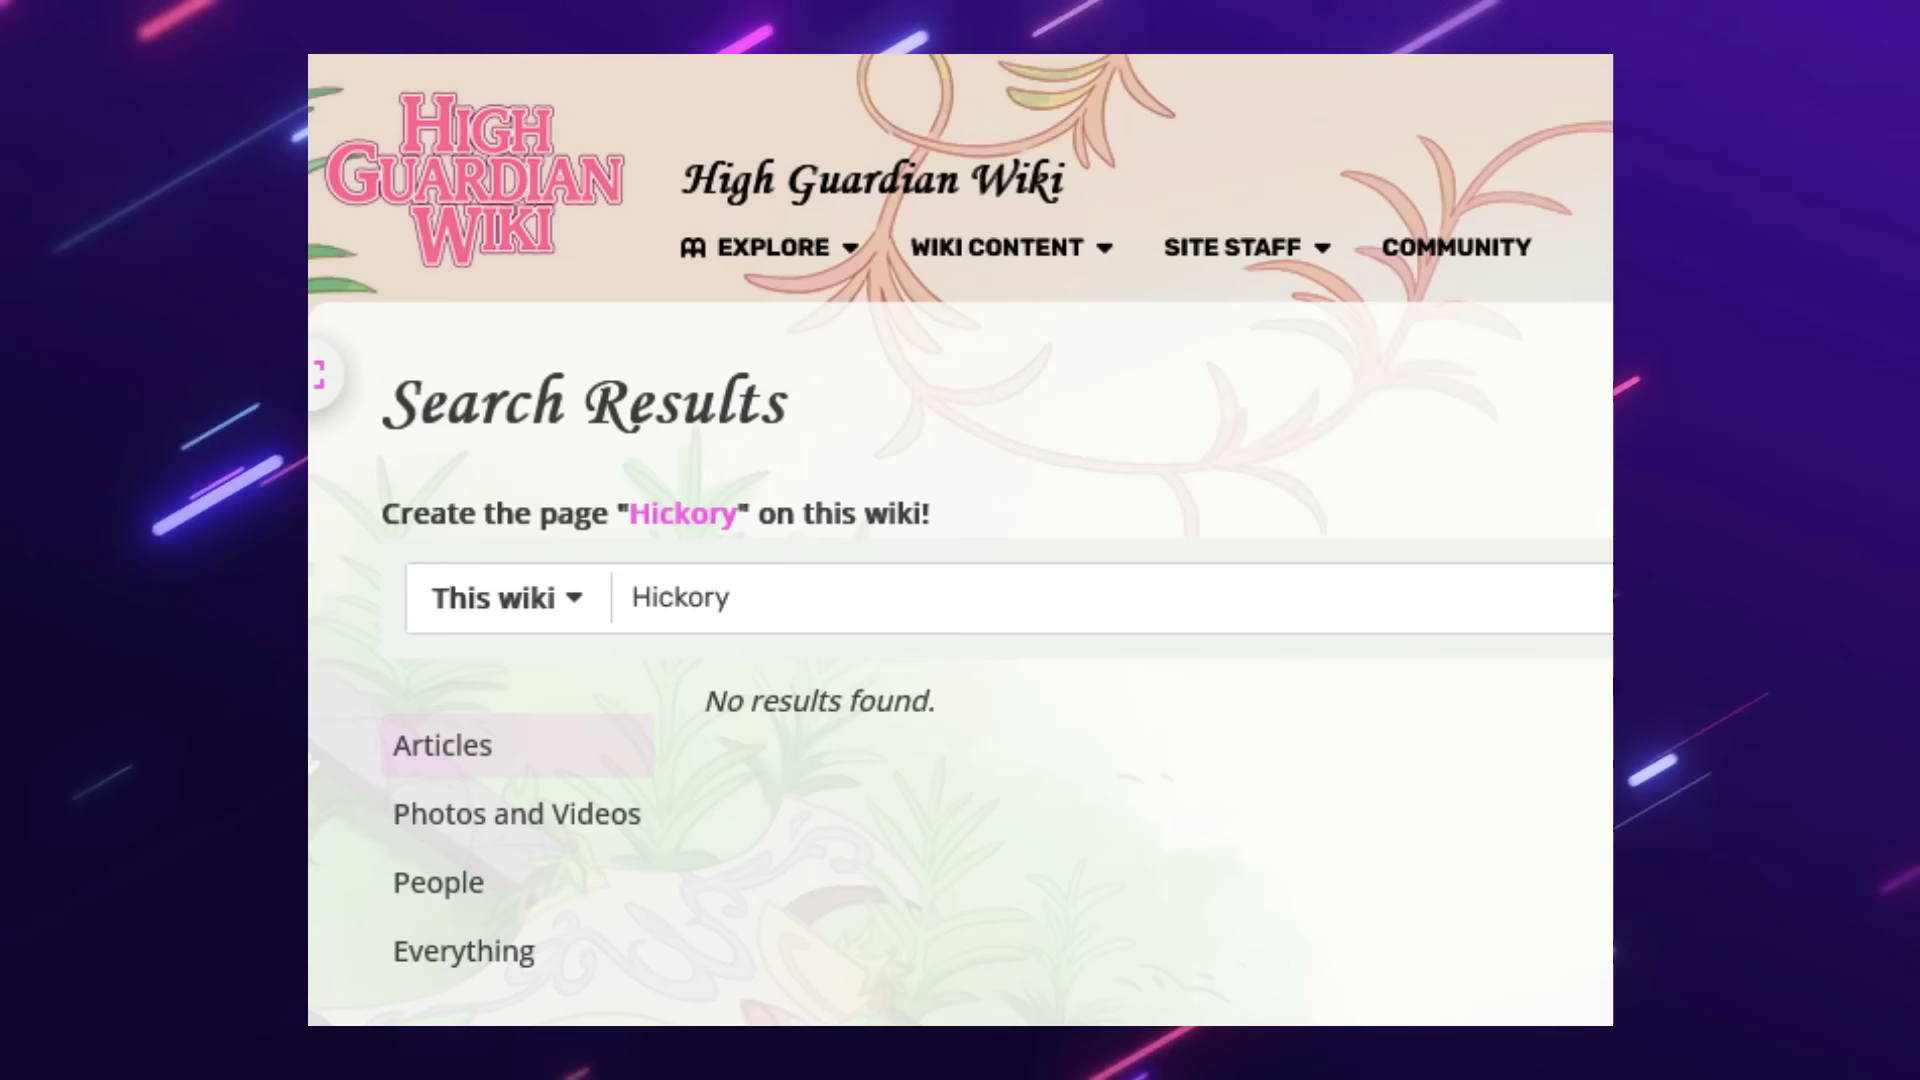 HIGH
GUARDIAN
WIKI
High Guardian Wiki
EXPLORE WIKI CONTENT SITE STAFF COMMUNITY
Search Results
Create the page "Hickory" on this wiki!
This wiki Hickory
No results found.
Articles
Photos and Videos
People
Everything